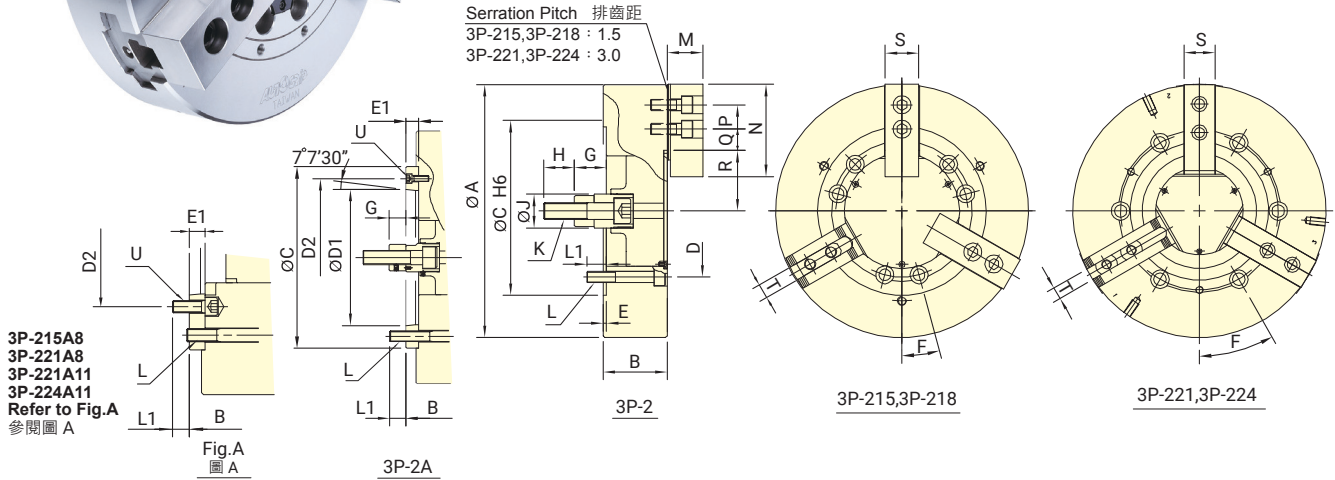 Serration Pitch 排齒距
3P-215,3P-218：1.5
3P-221,3P-224：3.0
TAIWAN
E1
U
7°7'30"
G
ØC
D2
ØD1
L
L1
B
3P-2A
E1
D2
U
L
L1
B
3P-215A8
3P-221A8
3P-221A11
3P-224A11
Refer to Fig.A
參閱圖 A
Fig.A
圖 A
M
P
Q
R
N
H
G
ØA
ØC H6
ØJ
K
L1
D
L
E
B
3P-2
S
T
F
3P-215,3P-218
S
2
1
3
T
F
3P-221,3P-224